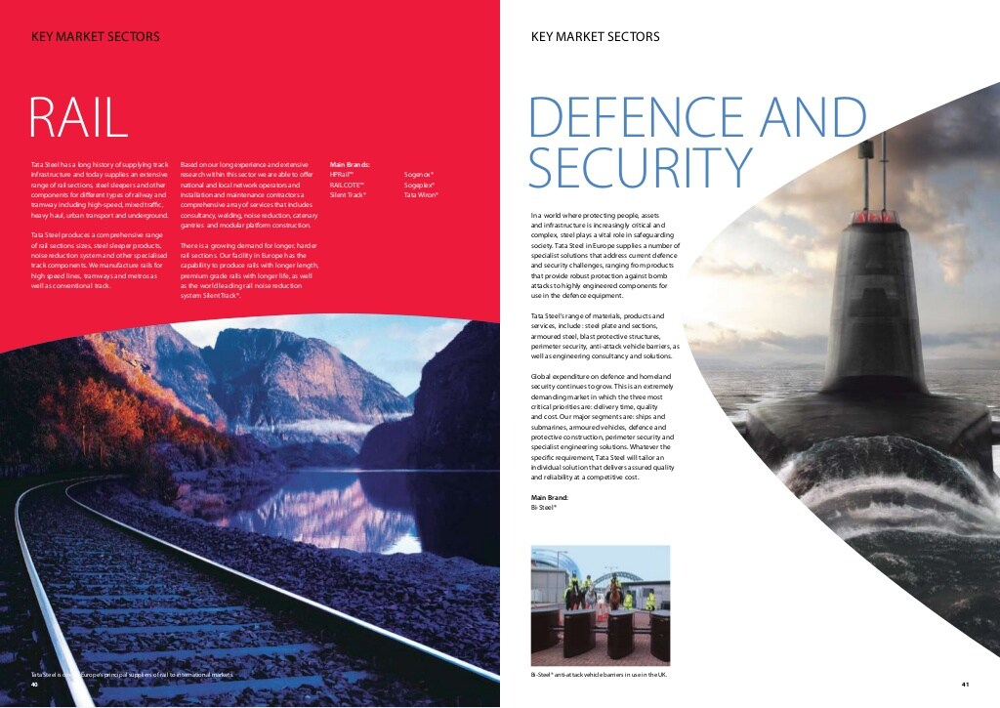 KEY MARKET SECTORS
RAIL
Tata Steel has a long history of supplying track
infrastructure and today supplies an extensive
range of rail sections, steel sleepers and other
components for different types of railway and
tramway including high-speed, mixed traffic,
heavy haul, urban transport and underground.
Tata Steel produces a comprehensive range
of rail sections sizes, steel sleeper products,
noise reduction system and other specialised
track components. We manufacture rails for
high speed lines, tramways and metros as
well as conventional track.
Based on our long experience and extensive
research within this sector we are able to offer
national and local network operators and
installation and maintenance contractors a
comprehensive array of services that includes
consultancy, welding, noise reduction, catenary
gantries and modular platform construction.
There is a growing demand for longer, harder
rail sections. Our facility in Europe has the
capability to produce rails with longer length,
premium grade rails with longer life, as well
as the world leading rail noise reduction
system SilentTrack®.
Main Brands:
HPRail™
RAILCOTE™
Silent Track®
Sogenox®
Sogeplex®
Tata Wiron®
Tata Steel is Europe's principal suppliers of rail to international markets.
40
KEY MARKET SECTORS
DEFENCE AND
SECURITY
In a world where protecting people, assets
and infrastructure is increasingly critical and
complex, steel plays a vital role in safeguarding
society. Tata Steel in Europe supplies a number of
specialist solutions that address current defence
and security challenges, ranging from products
that provide robust protection against bomb
attacks to highly engineered components for
use in the defence equipment.
Tata Steel's range of materials, products and
services, include: steel plate and sections,
armoured steel, blast protective structures,
perimeter security, anti-attack vehicle barriers, as
well as engineering consultancy and solutions.
Global expenditure on defence and homeland
security continues to grow. This is an extremely
demanding market in which the three most
critical priorities are: delivery time, quality
and cost. Our major segments are: ships and
submarines, armoured vehicles, defence and
protective construction, perimeter security and
specialist engineering solutions. Whatever the
specific requirement, Tata Steel will tailor an
individual solution that delivers assured quality
and reliability at a competitive cost.
Main Brand:
Bi-Steel®
Bi-Steel® anti-attack vehicle barriers in use in the UK.
41